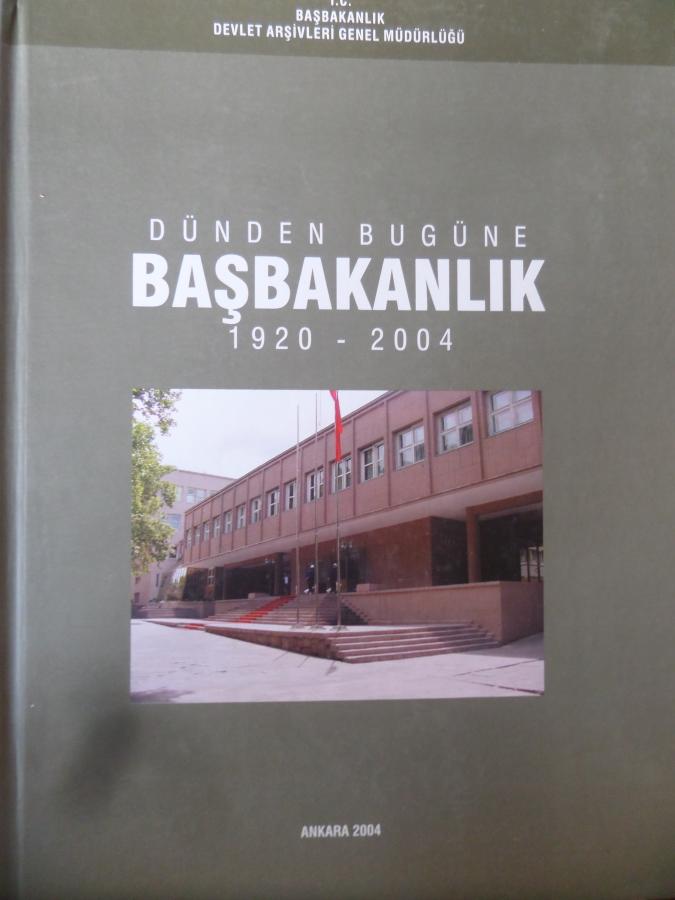 T.C.
BAŞBAKANLIK
DEVLET ARŞİVLERİ GENEL MÜDÜRLÜĞÜ
DÜNDEN BUGÜNE
BAŞBAKANLIK
1920 - 2004
ANKARA 2004